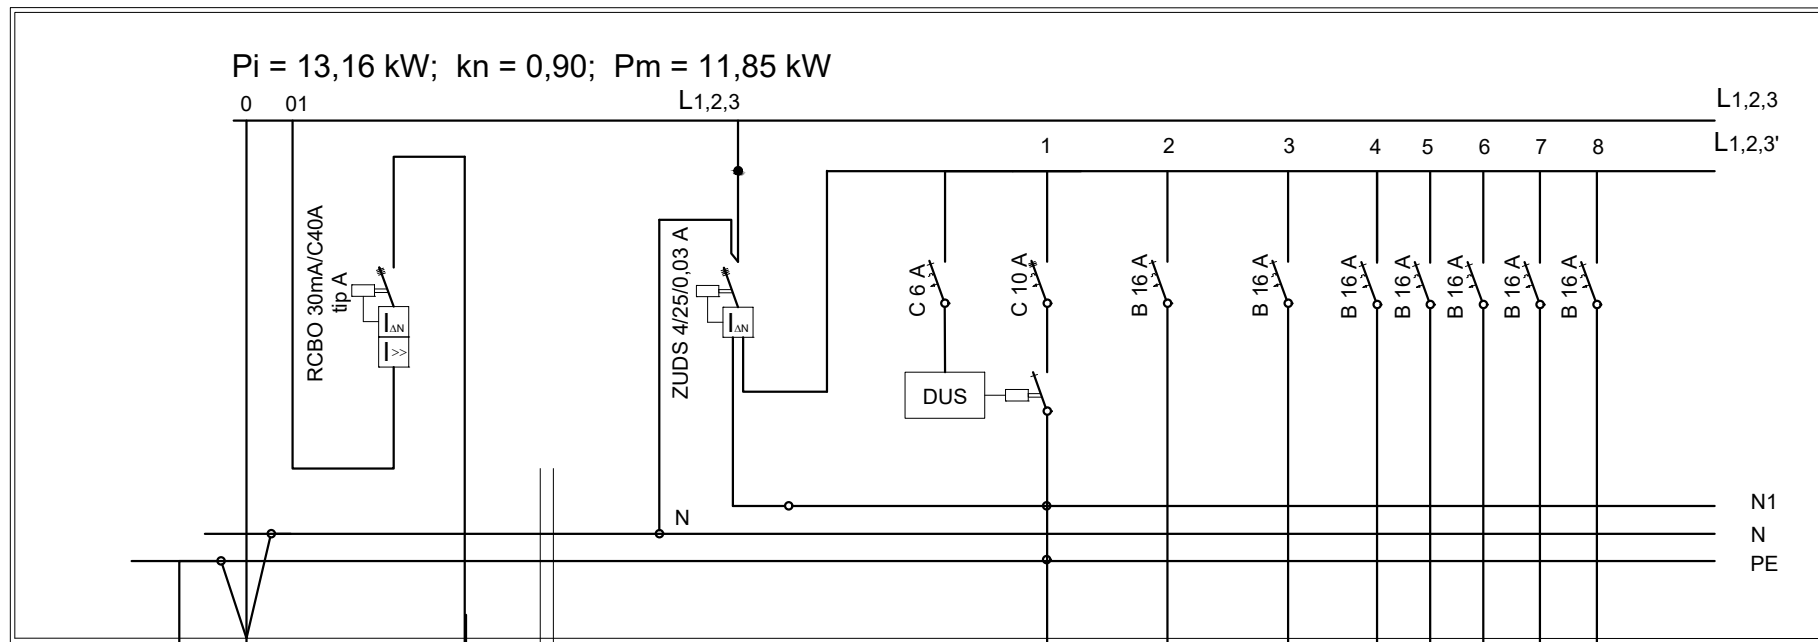 Pi = 13,16 kW; kn = 0,90; Pm = 11,85 kW
0 01 L1,2,3 L1,2,3
1 2 3 4 5 6 7 8 L1,2,3'
RCBO 30mA/C40A
tip A
I∆N
I>>
ZUDS 4/25/0,03 A
I∆N
C 6 A
C 10 A
B 16 A
B 16 A
B 16 A
B 16 A
B 16 A
B 16 A
B 16 A
DUS
N1
N N
PE